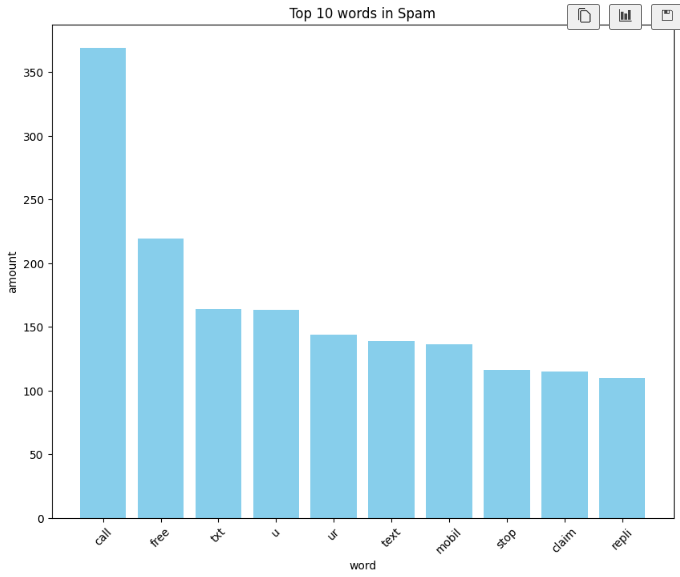 Top 10 words in Spam
amount
350
300
250
200
150
100
50
0
call
free
txt
u
ur
text
mobil
stop
claim
repli
word